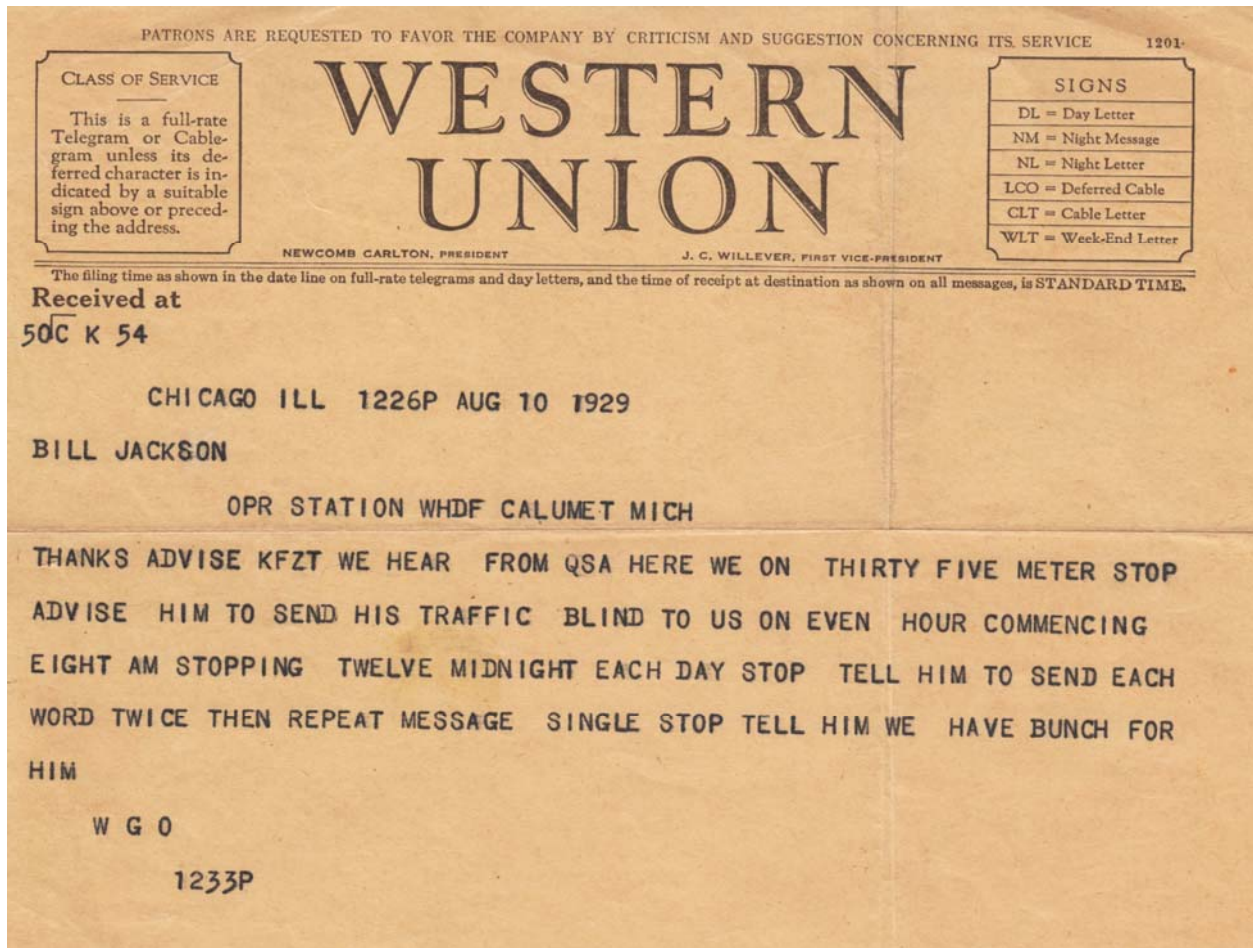 PATRONS ARE REQUESTED TO FAVOR THE COMPANY BY CRITICISM AND SUGGESTION CONCERNING ITS SERVICE 1201
CLASS OF SERVICE
This is a full-rate
Telegram or Cable-
gram unless its de-
ferred character is in-
dicated by a suitable
sign above or preced-
ing the address.
WESTERN
UNION
NEWCOMB CARLTON, PRESIDENT
J. C. WILLEVER, FIRST VICE-PRESIDENT
SIGNS
DL = Day Letter
NM = Night Message
NL = Night Letter
LCO = Deferred Cable
CLT = Cable Letter
WLT = Week-End Letter
The filing time as shown in the date line on full-rate telegrams and day letters, and the time of receipt at destination as shown on all messages, is STANDARD TIME.
Received at
50C K 54
CHICAGO ILL 1226P AUG 10 1929
BILL JACKSON
OPR STATION WHDF CALUMET MICH
THANKS ADVISE KFZT WE HEAR FROM QSA HERE WE ON THIRTY FIVE METER STOP
ADVISE HIM TO SEND HIS TRAFFIC BLIND TO US ON EVEN HOUR COMMENCING
EIGHT AM STOPPING TWELVE MIDNIGHT EACH DAY STOP TELL HIM TO SEND EACH
WORD TWICE THEN REPEAT MESSAGE SINGLE STOP TELL HIM WE HAVE BUNCH FOR
HIM
W G O
1233P